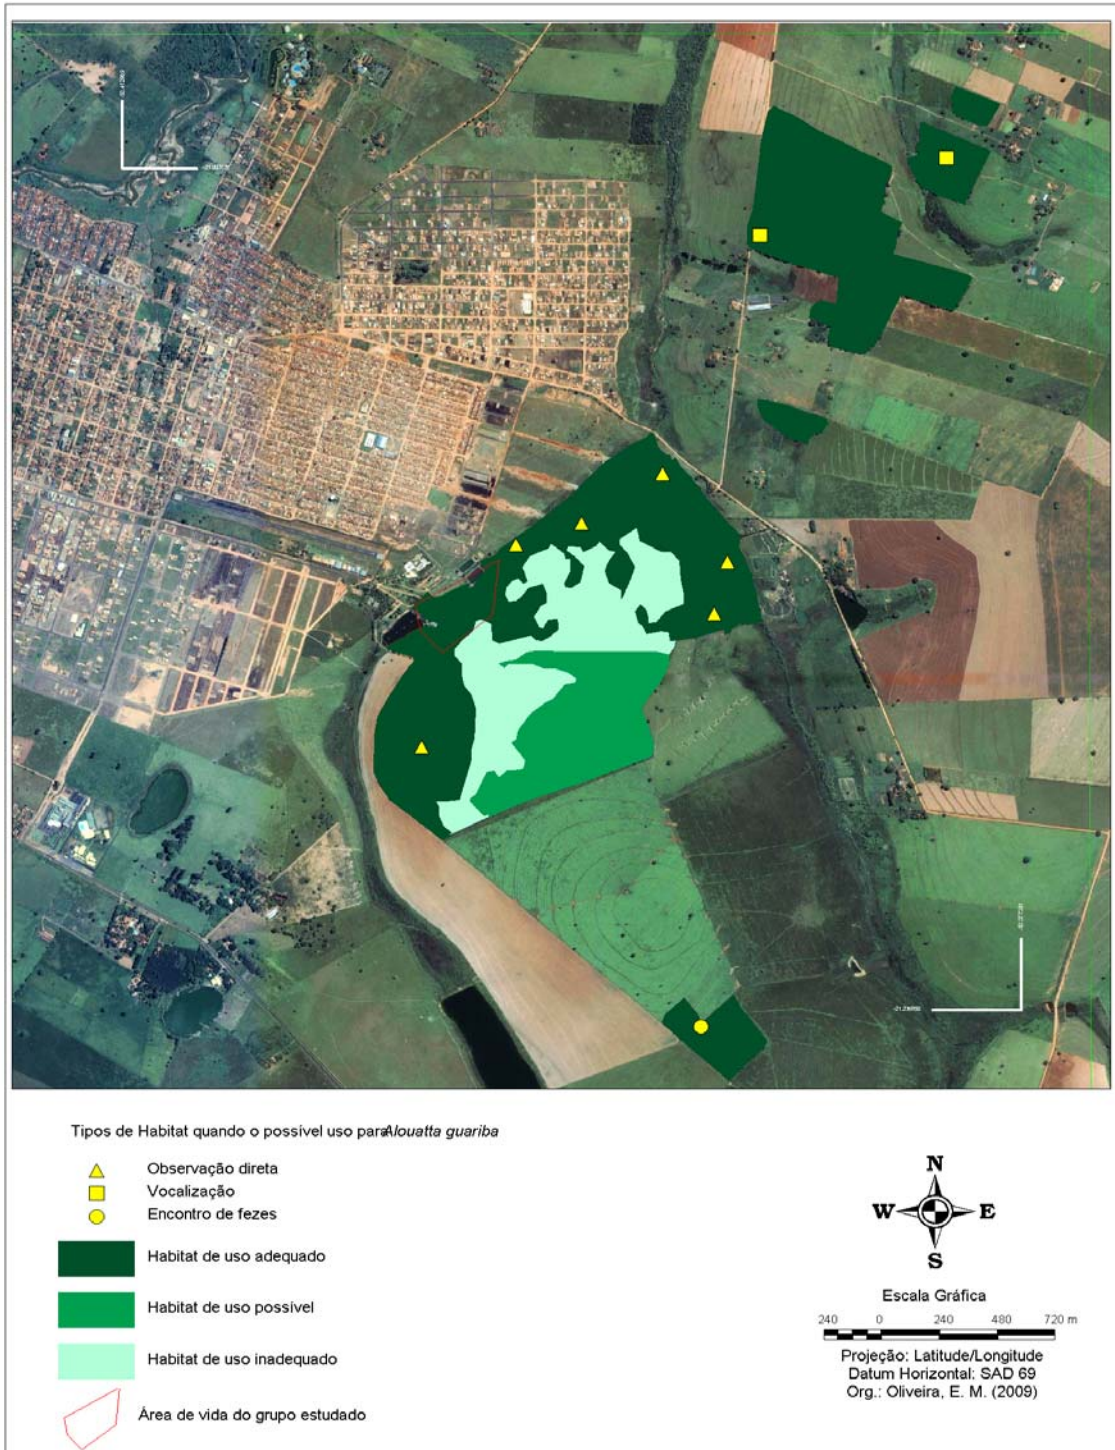 Tipos de Habitat quando o possível uso paraAlouatta guariba
Observação direta
Vocalização
Encontro de fezes
Habitat de uso adequado
Habitat de uso possível
Habitat de uso inadequado
Área de vida do grupo estudado
N
W E
S
Escala Gráfica
240 0 240 480 720 m
Projeção: Latitude/Longitude
Datum Horizontal: SAD 69
Org.: Oliveira, E. M. (2009)